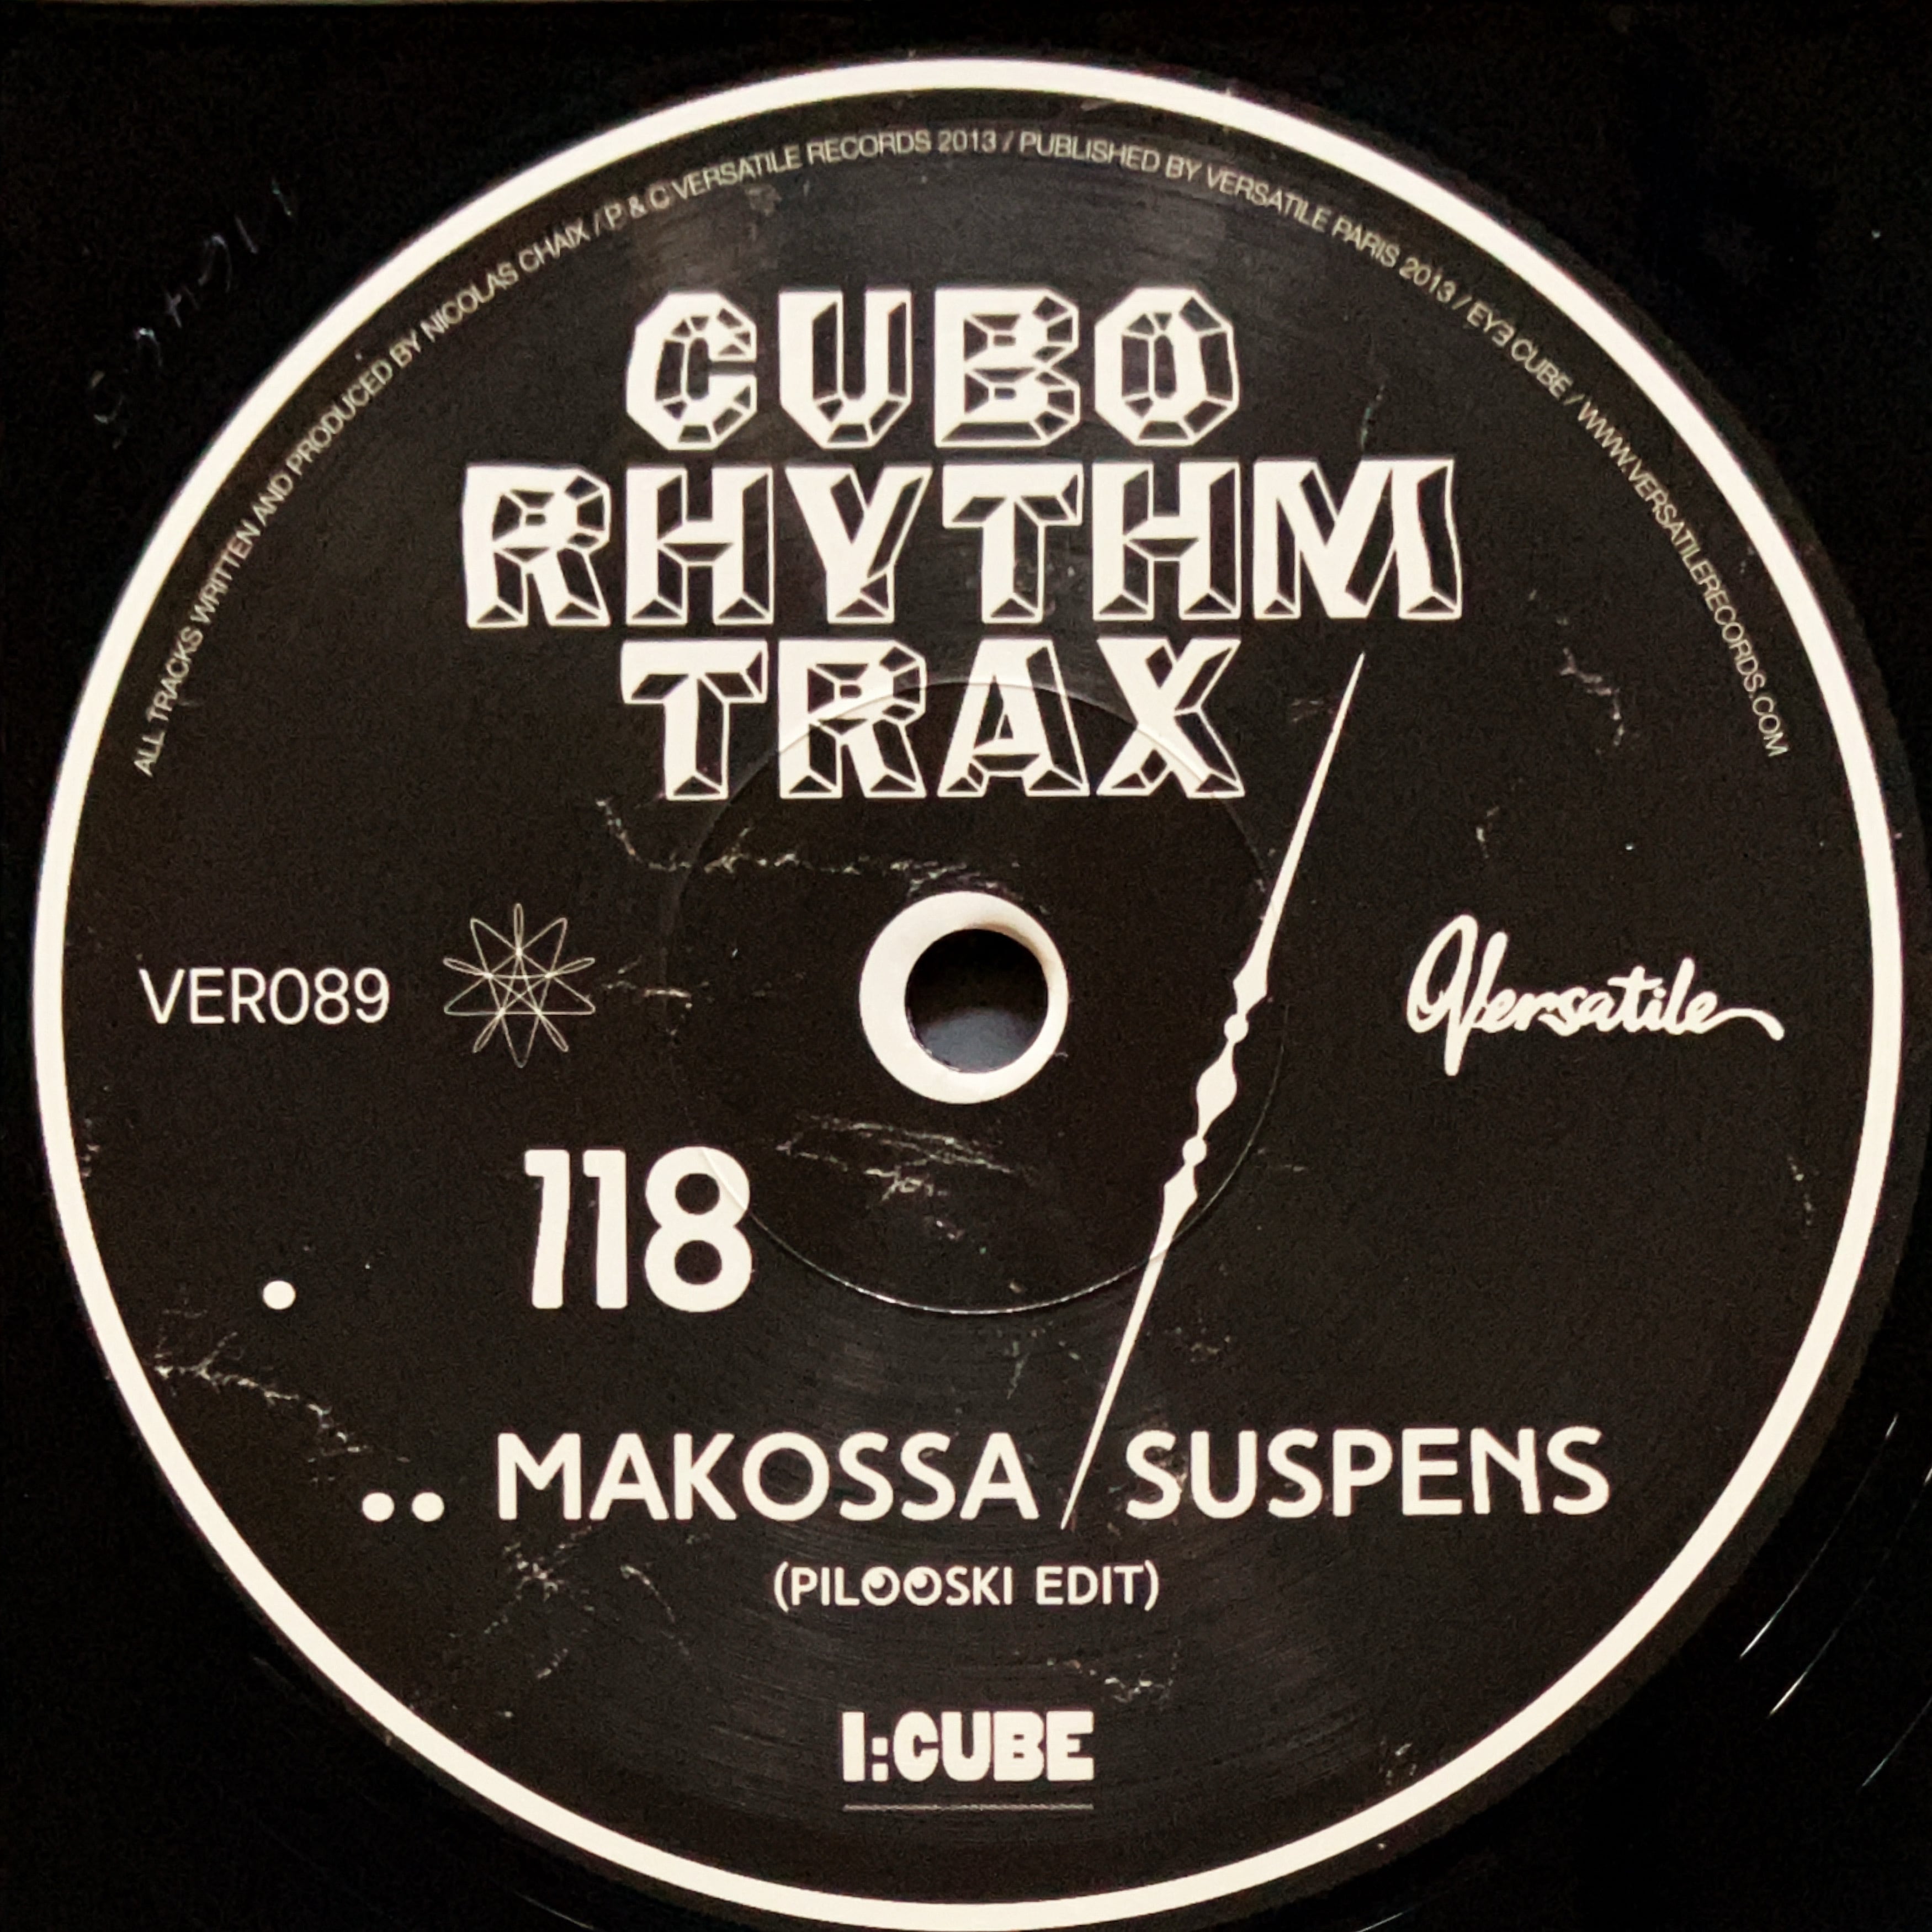 ALL TRACKS WRITTEN AND PRODUCED BY NICOLAS CHAIX / P & C VERSATILE RECORDS 2013 / PUBLISHED BY VERSATILE PARIS 2013 / EY3 CUBE / WWW.VERSATILERECORDS.COM
CUBO
RHYTHM
TRAX
VER089
Versatile
118
MAKOSSA / SUSPENS
(PILOOSKI EDIT)
I:CUBE